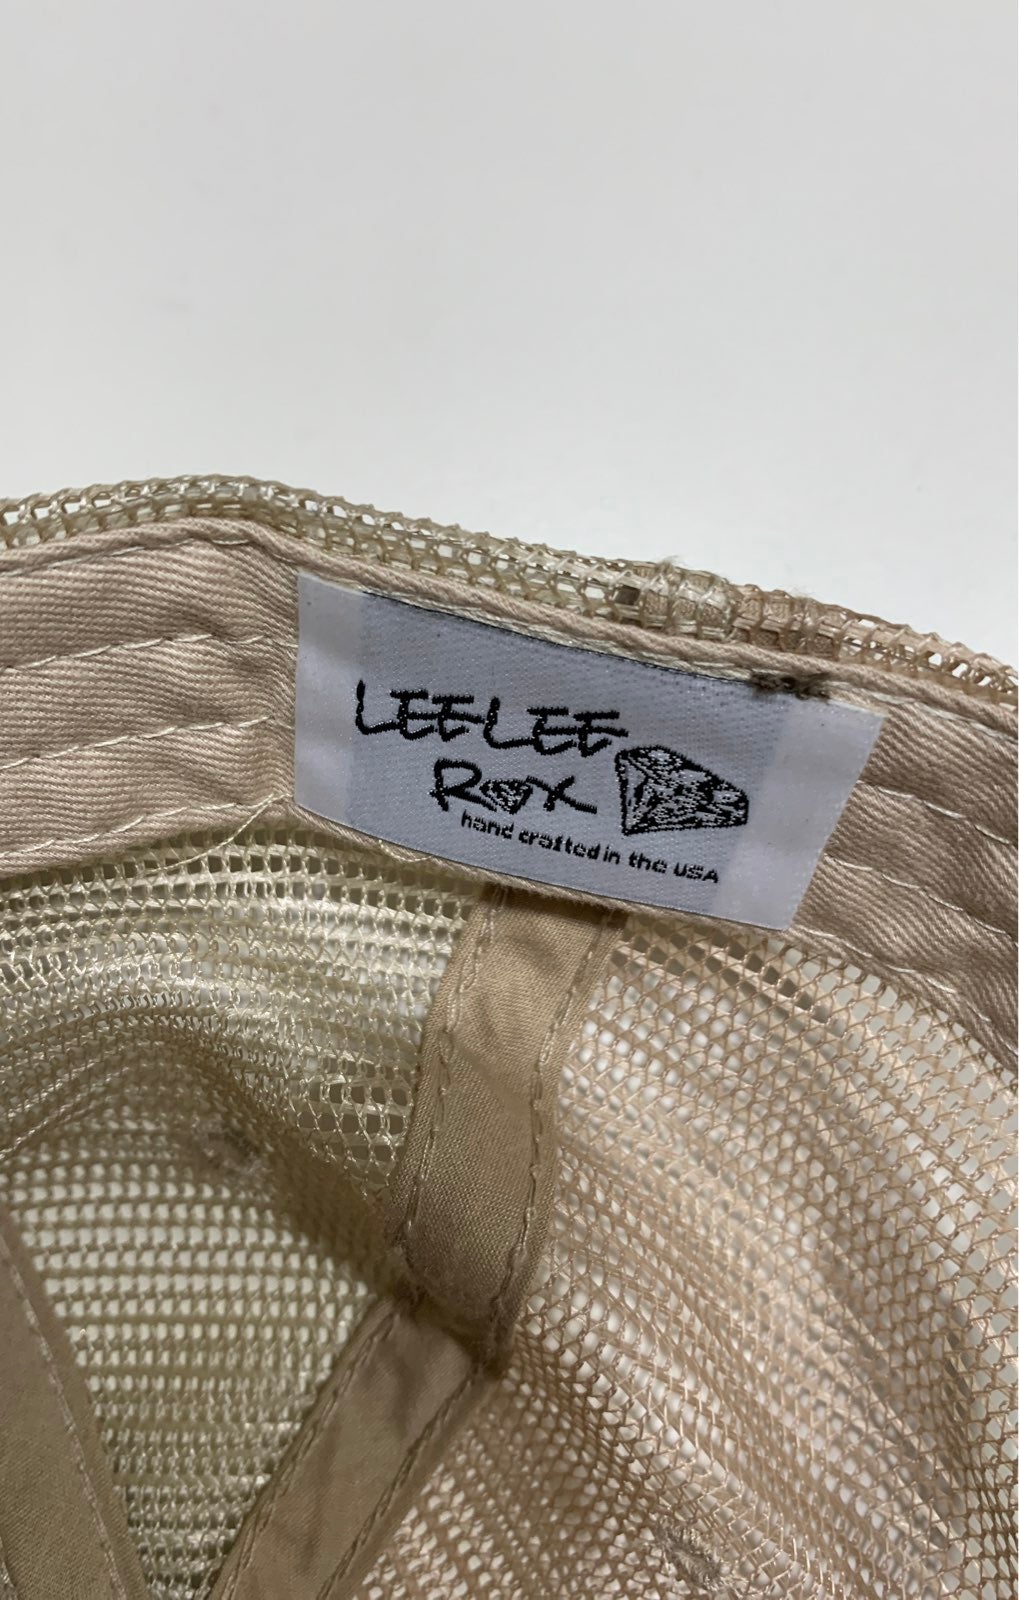 LEE LEE
ROX
hand crafted in the USA